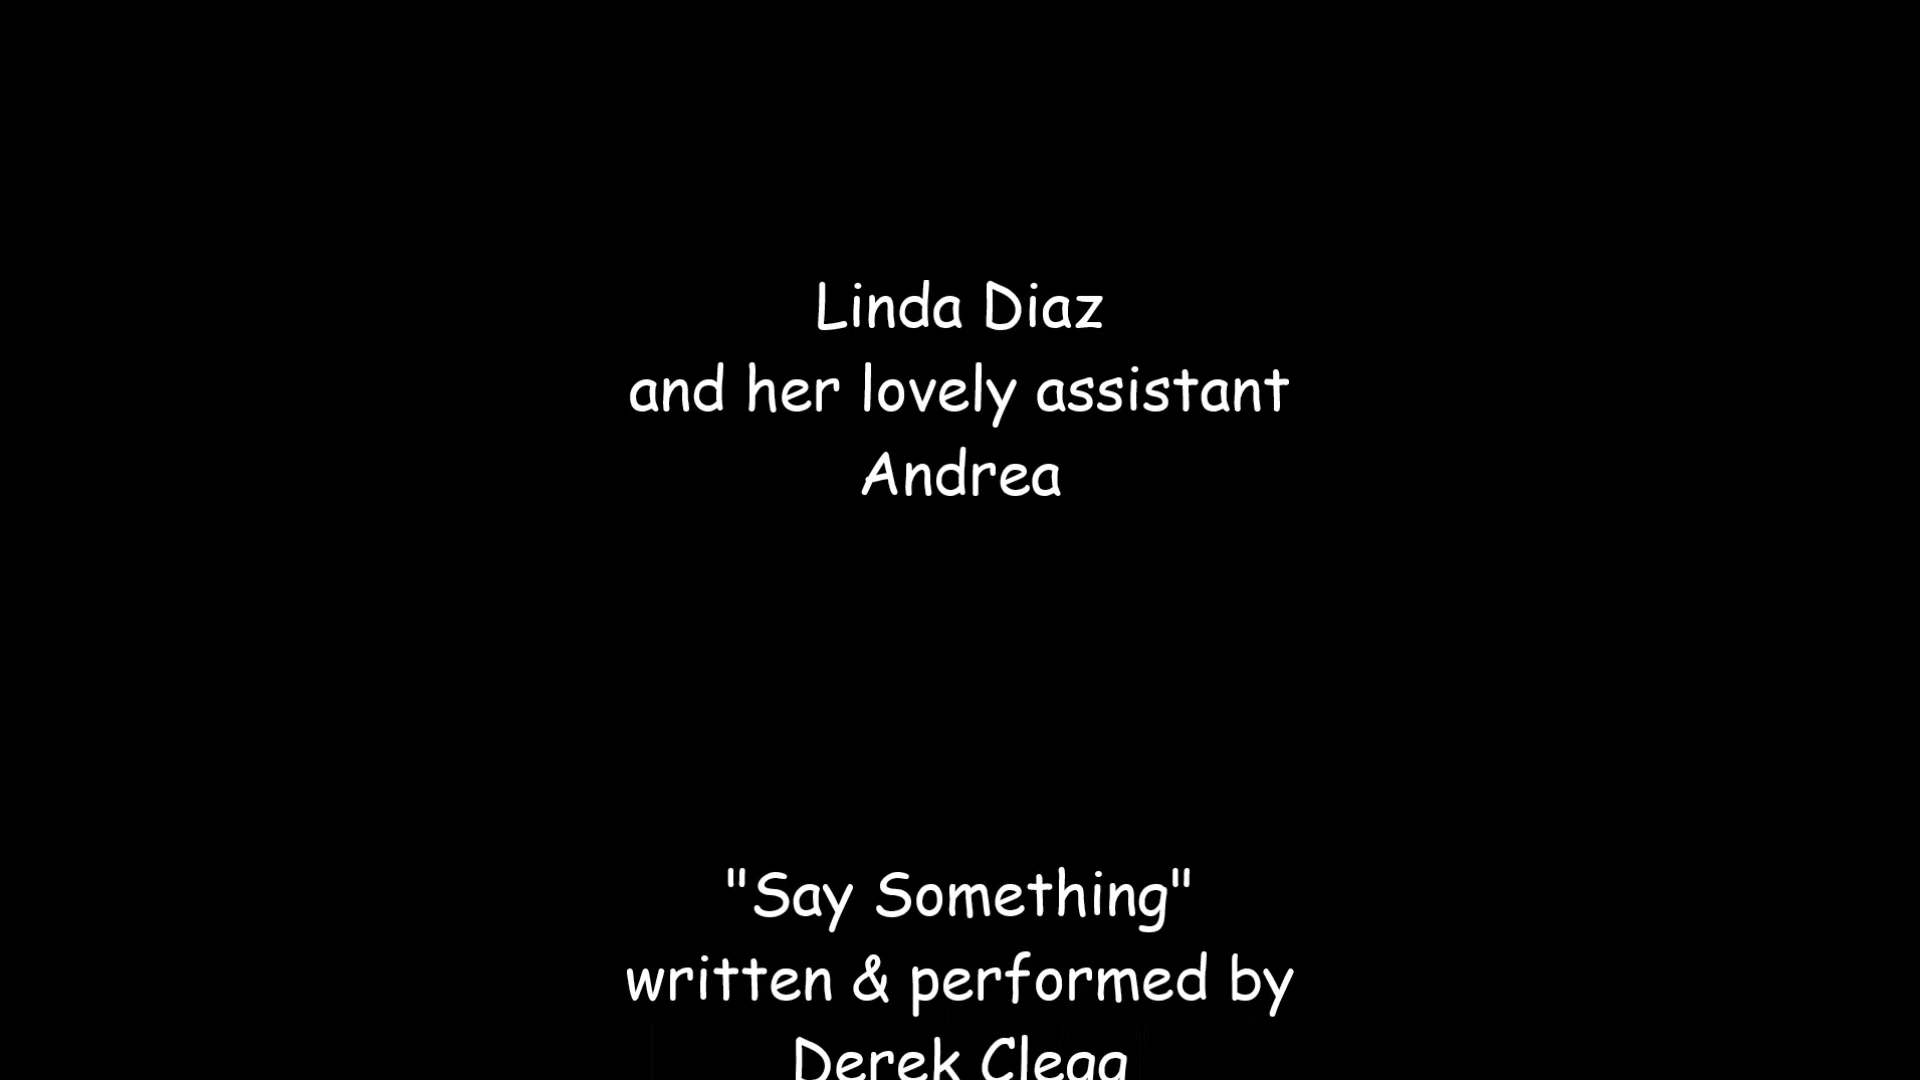 Linda Diaz
and her lovely assistant
Andrea
"Say Something"
written & performed by
Derek Clegg